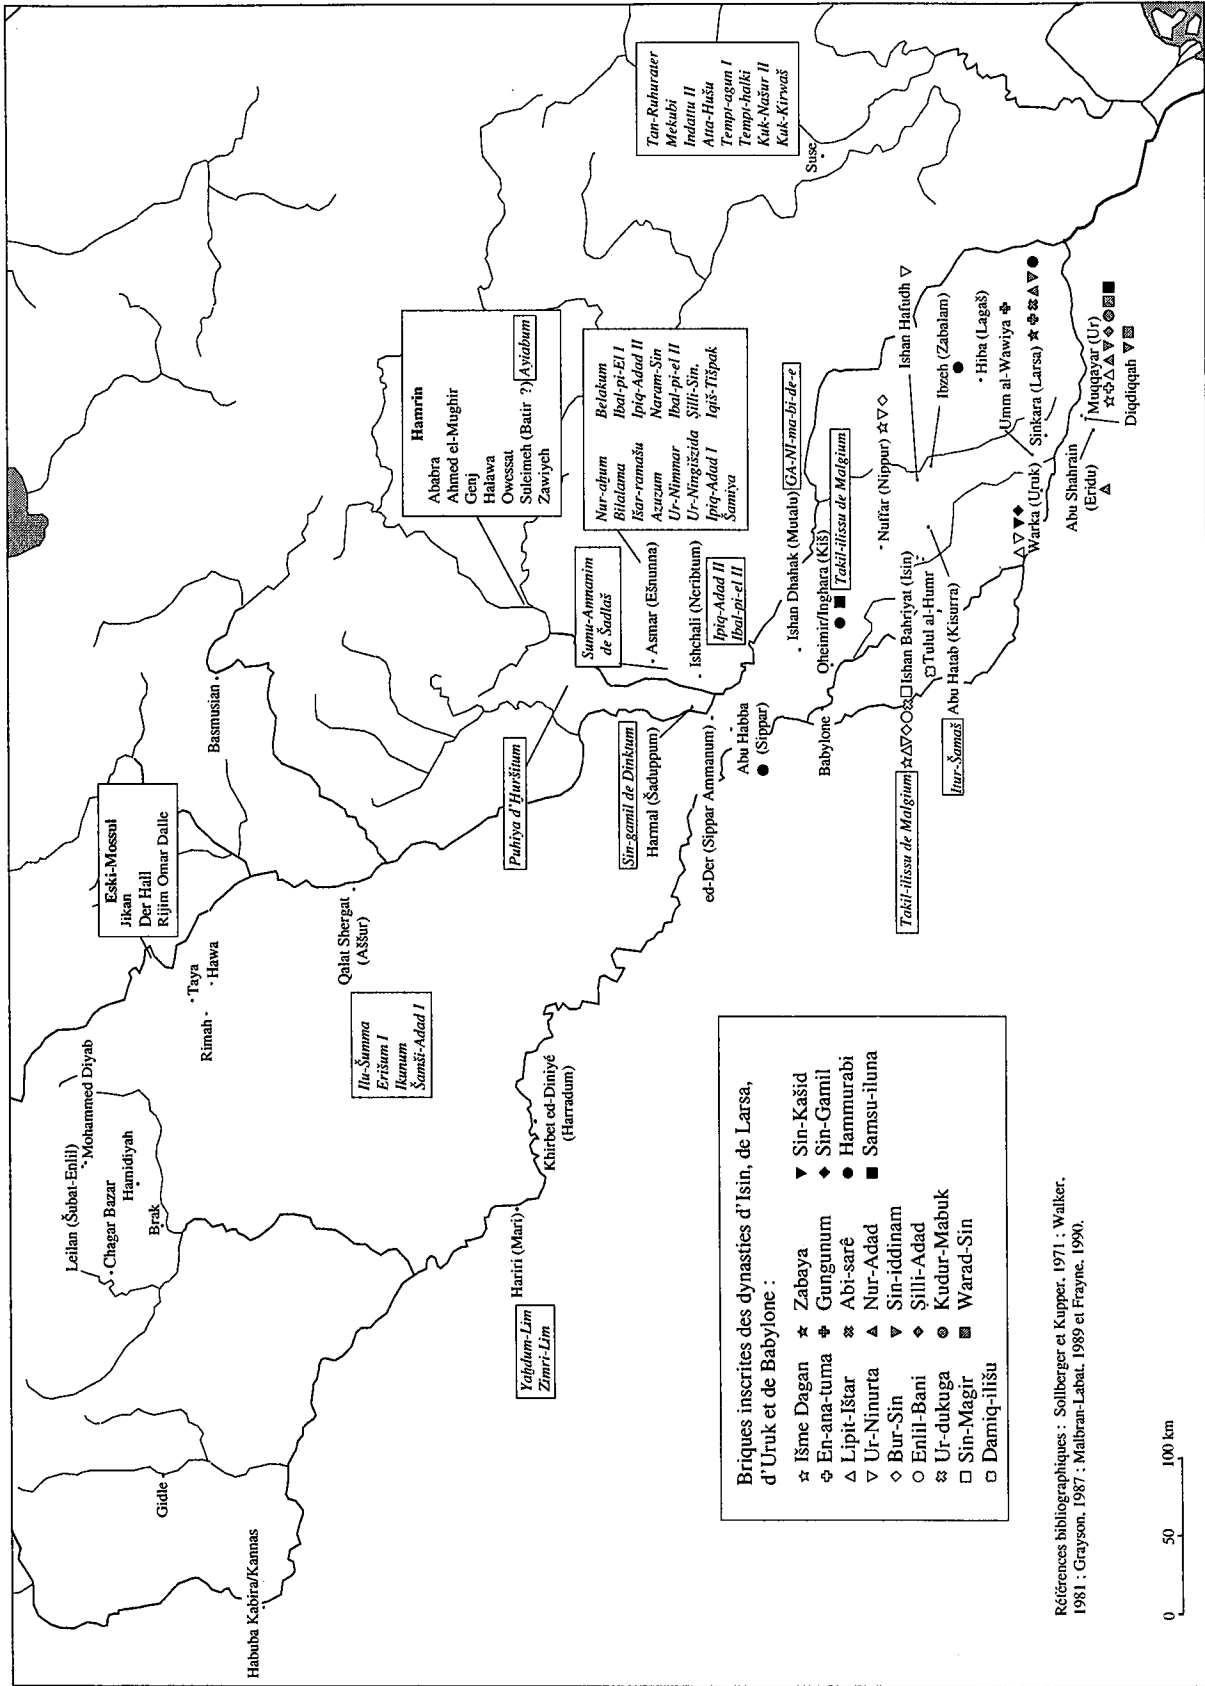 Leilan (Šubat-Enlil)
Mohammed Diyab
Chagar Bazar
Hamidiyah
Brak
Gidle
Habuba Kabira/Kannas
Eski-Mossul
Jikan
Der Hall
Rijim Omar Dalle
Taya
Hawa
Rimah
Basmusian
Qalat Shergat
(Aššur)
Ilu-Šumma
Erišum I
Ikunum
Šamši-Adad I
Hariri (Mari)
Yaḫdum-Lim
Zimri-Lim
Khirbet ed-Diniyé
(Harradum)
Hamrin
Ababra
Ahmed el-Mughir
Genj
Halawa
Owessat
Suleimeh (Batir ?) Ayiabum
Zawiyeh
Nur-aḫum Belakum
Bilalama Ibal-pi-El I
Išar-ramašu Ipiq-Adad II
Azuzum Naram-Sin
Ur-Nimmar Ibal-pi-el II
Ur-Ningišzida Silli-Sin.
Ipiq-Adad I Iqiš-Tišpak
Šamiya
Sumu-Amnanim
de Šadlaš
Asmar (Ešnunna)
Puhiya d'Ḫuršitum
Ishchali (Neribtum)
Ipiq-Adad II
Ibal-pi-el II
Sin-gamil de Dinktum
Harmal (Šaduppum)
ed-Der (Sippar Amnanum)
Abu Habba
● (Sippar)
Tan-Ruhurater
Mekubi
Indattu II
Atta-Hušu
Tempt-agun I
Tempt-halki
Kuk-Našur II
Kuk-Kirwaš
Suse
Ishan Dhahak (Mutalu) GA-NI-ma-bi-de-e
Oheimir/Inghara (Kiš)
● ■ Takil-ilissu de Malgium
Babylone
Nuffar (Nippur) ☆▽◇
Ishan Hafudh ▽
Takil-ilissu de Malgium Ishan Bahriyat (Isin)
Tulul al-Humr
Itur-Šamaš Abu Hatab (Kisurra)
Ibzeh (Zabalam)
●
Hiba (Lagaš)
Umm al-Wawiya
Sinkara (Larsa)
Warka (Uruk)
Abu Shahrain
(Eridu)
Muqqayar (Ur)
Diqdiqqah
Briques inscrites des dynasties d'Isin, de Larsa,
d'Uruk et de Babylone :
☆ Išme Dagan ★ Zabaya ▼ Sin-Kašid
En-ana-tuma Gungunum ◆ Sin-Gamil
△ Lipit-Ištar Abi-sarê ● Hammurabi
▽ Ur-Ninurta Nur-Adad ■ Samsu-iluna
◇ Bur-Sin Sin-iddinam
○ Enlil-Bani Ṣilli-Adad
Ur-dukuga Kudur-Mabuk
□ Sin-Magir Warad-Sin
Damiq-ilišu
Références bibliographiques : Sollberger et Kupper, 1971 ; Walker,
1981 ; Grayson, 1987 ; Malbran-Labat, 1989 et Frayne, 1990.
0 50 100 km